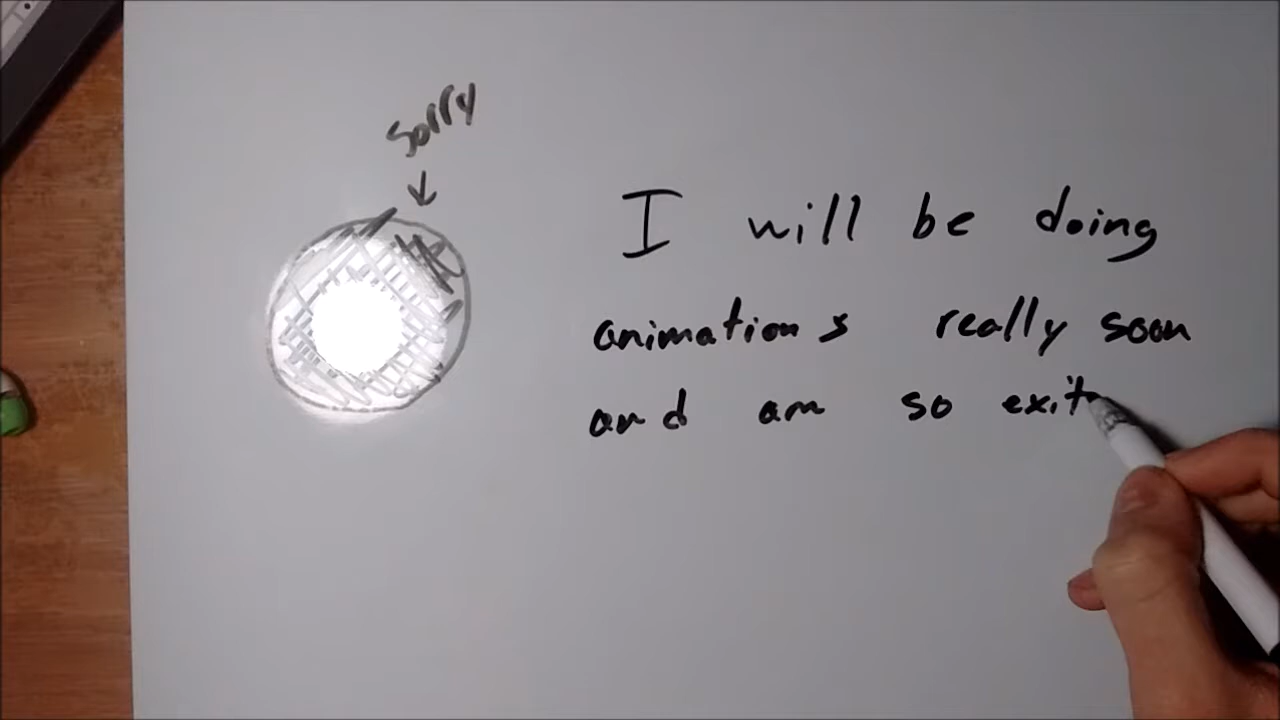 Sorry
I will be doing
animations really soon
and am so exit